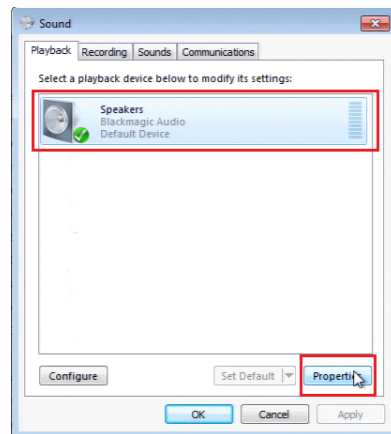 Sound
Playback Recording Sounds Communications
Select a playback device below to modify its settings:
Speakers
Blackmagic Audio
Default Device
Configure Set Default
OK Cancel Apply